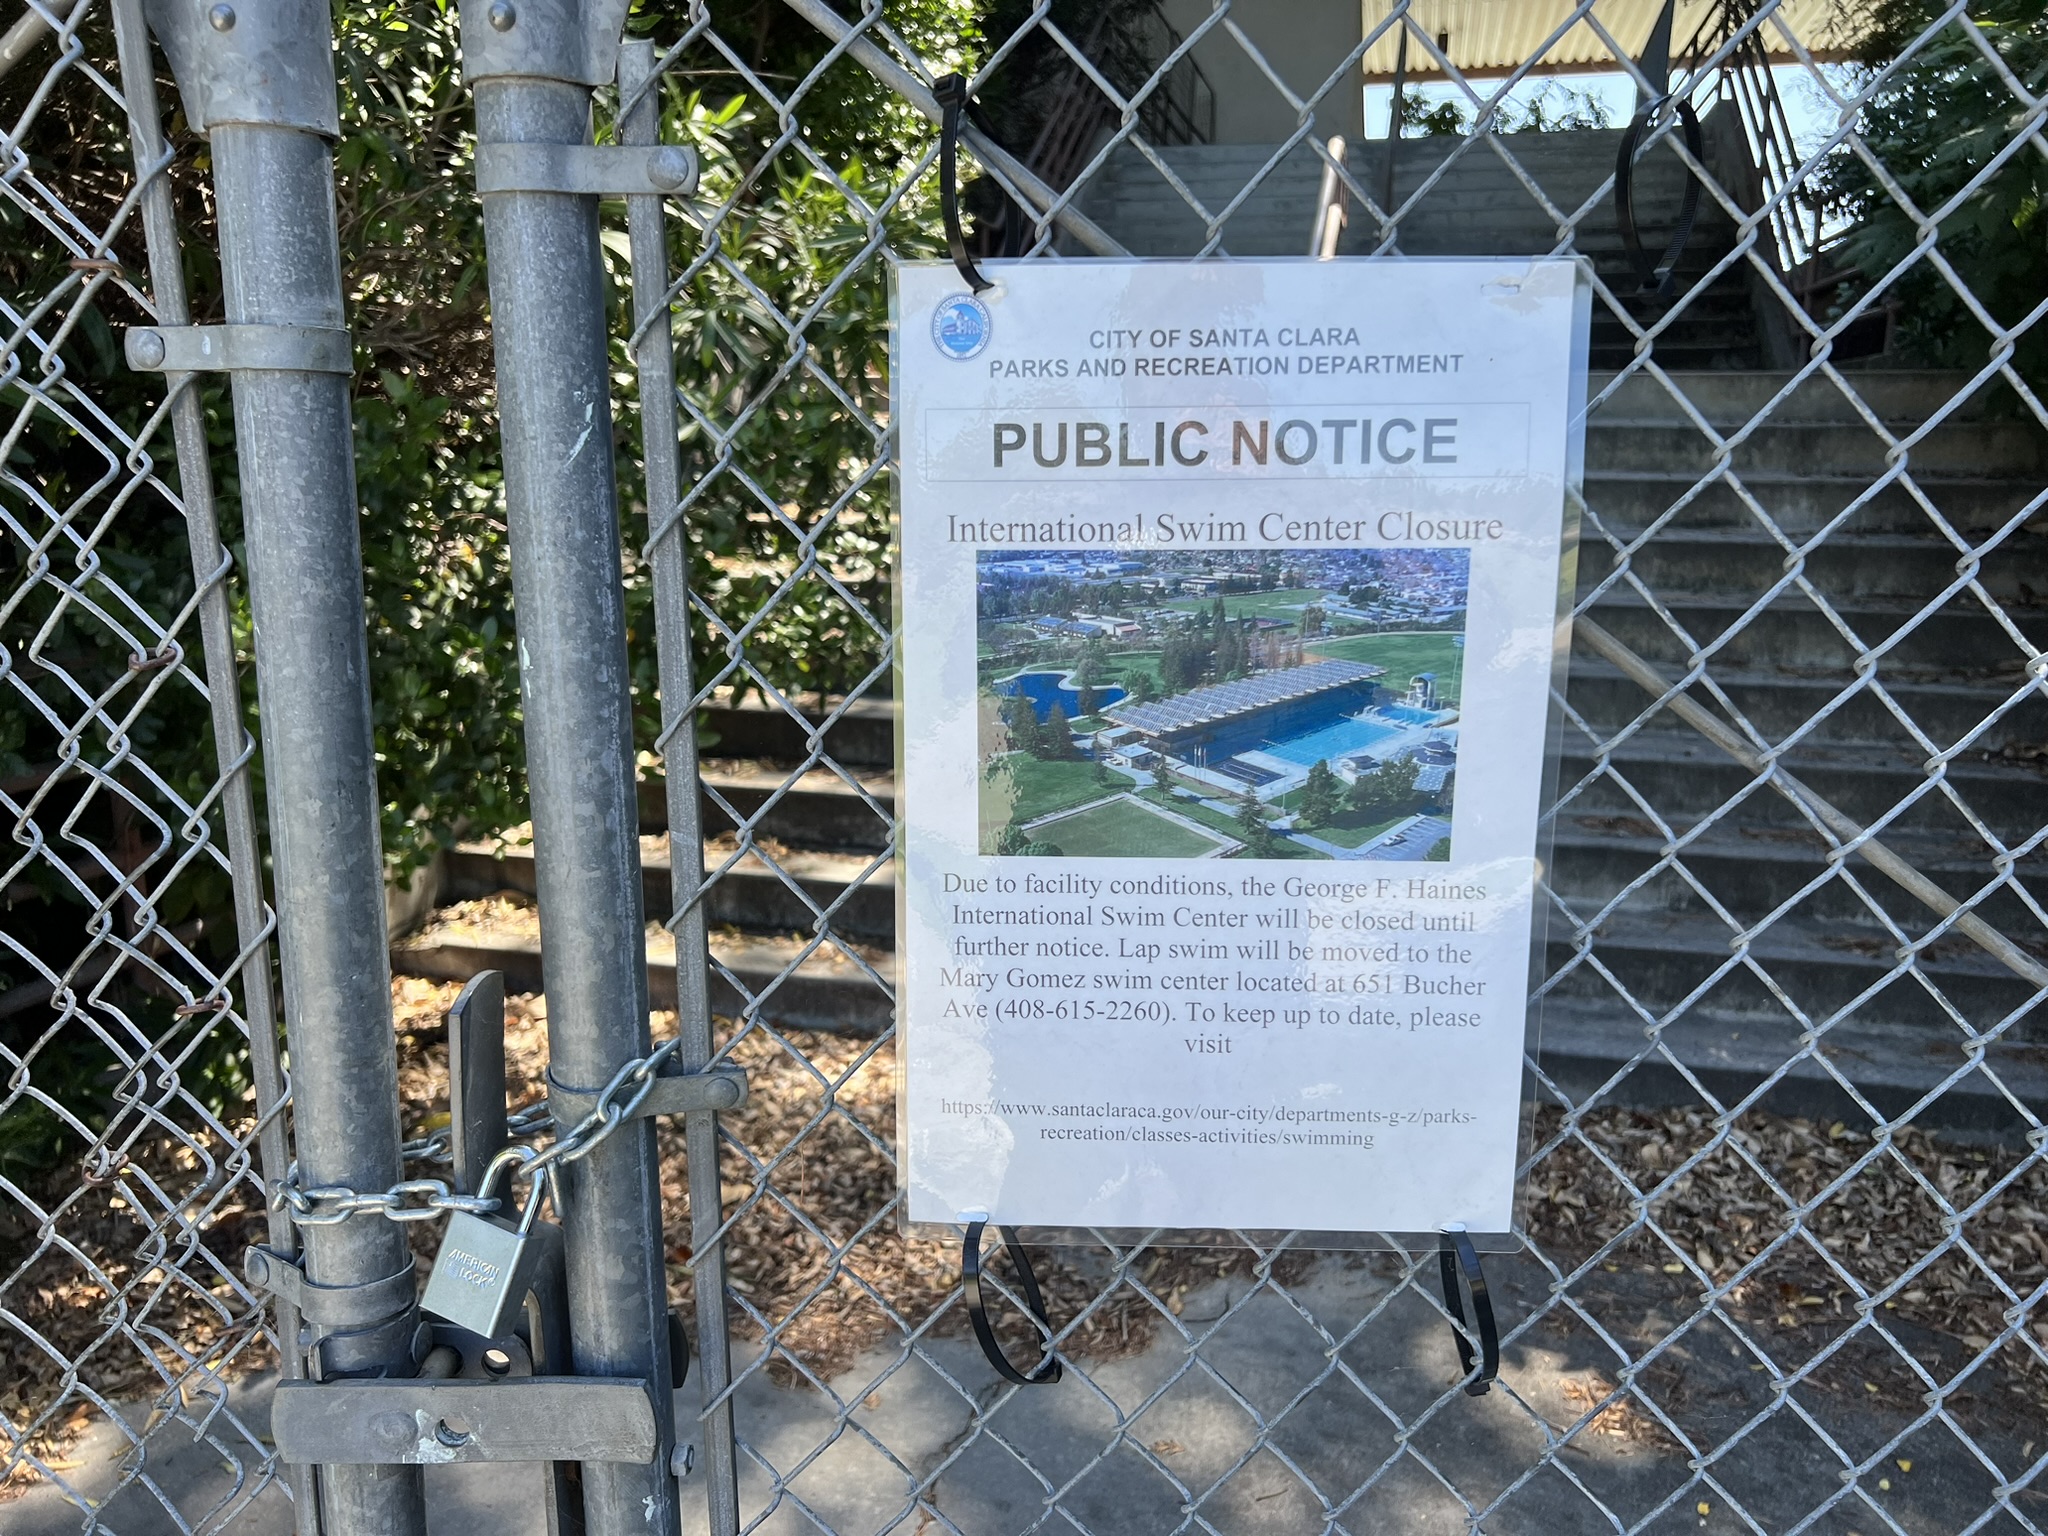 CITY OF SANTA CLARA
PARKS AND RECREATION DEPARTMENT
PUBLIC NOTICE
International Swim Center Closure
Due to facility conditions, the George F. Haines
International Swim Center will be closed until
further notice. Lap swim will be moved to the
Mary Gomez swim center located at 651 Bucher
Ave (408-615-2260). To keep up to date, please
visit
https://www.santaclaraca.gov/our-city/departments-g-z/parks-
recreation/classes-activities/swimming
AMERICAN
LOCK